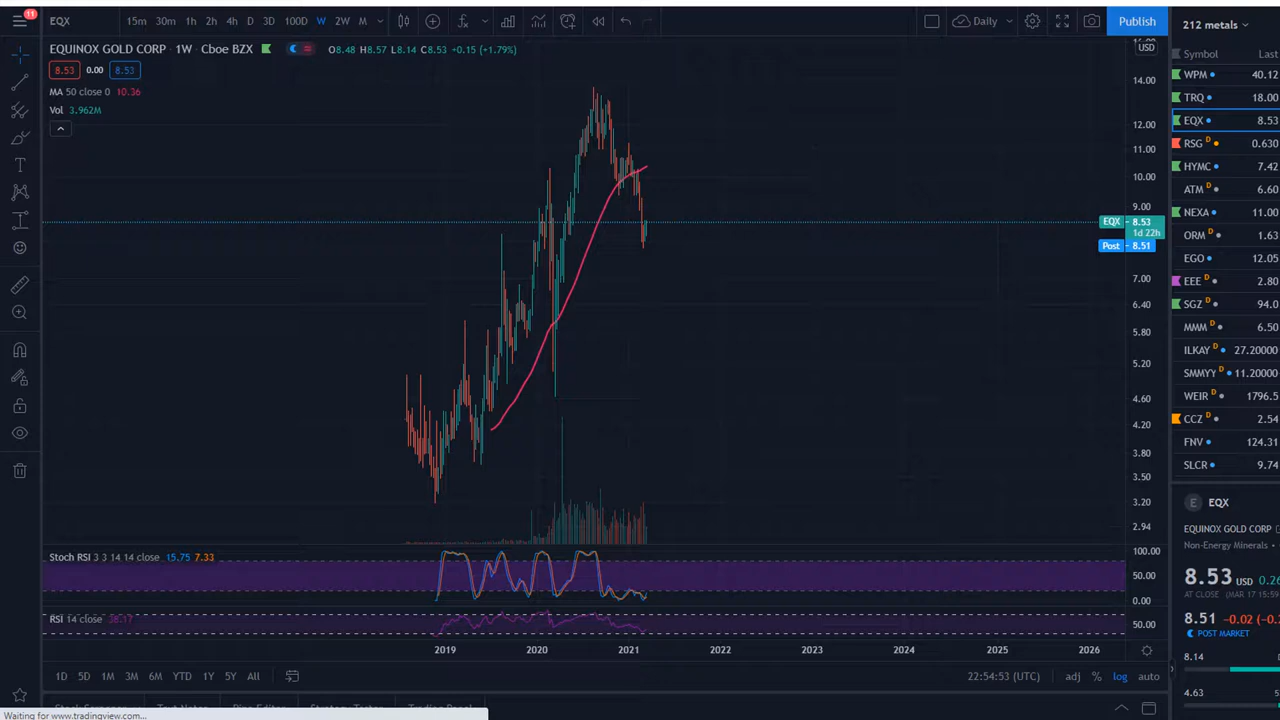 11
EQX
15m 30m 1h 2h 4h D 3D 100D W 2W M
Daily
Publish
212 metals
EQUINOX GOLD CORP · 1W · Cboe BZX
O8.48 H8.57 L8.14 C8.53 +0.15 (+1.79%)
8.53 0.00 8.53
MA 50 close 0 10.36
Vol 3.962M
USD
14.00
12.00
11.00
10.00
9.00
EQX 8.53
1d 22h
Post 8.51
7.00
6.40
5.80
5.20
4.60
4.20
3.80
3.50
3.20
2.94
Stoch RSI 3 3 14 14 close 15.75 7.33
100.00
50.00
0.00
RSI 14 close 38.17
50.00
2019 2020 2021 2022 2023 2024 2025 2026
1D 5D 1M 3M 6M YTD 1Y 5Y All
22:54:53 (UTC) adj % log auto
Waiting for www.tradingview.com...
Symbol Last
WPM 40.12
TRQ 18.00
EQX 8.53
RSG D 0.630
HYMC 7.42
ATM D 6.60
NEXA 11.00
ORM D 1.63
EGO 12.05
EEE D 2.80
SGZ D 94.0
MMM D 6.50
ILKAY D 27.20000
SMMYY D 11.20000
WEIR 1796.5
CCZ D 2.54
FNV 124.31
SLCR 9.74
E EQX
EQUINOX GOLD CORP
Non-Energy Minerals •
8.53 USD 0.26
AT CLOSE (MAR 17 15:59
8.51 -0.02 (-0.
POST MARKET
8.14
4.63